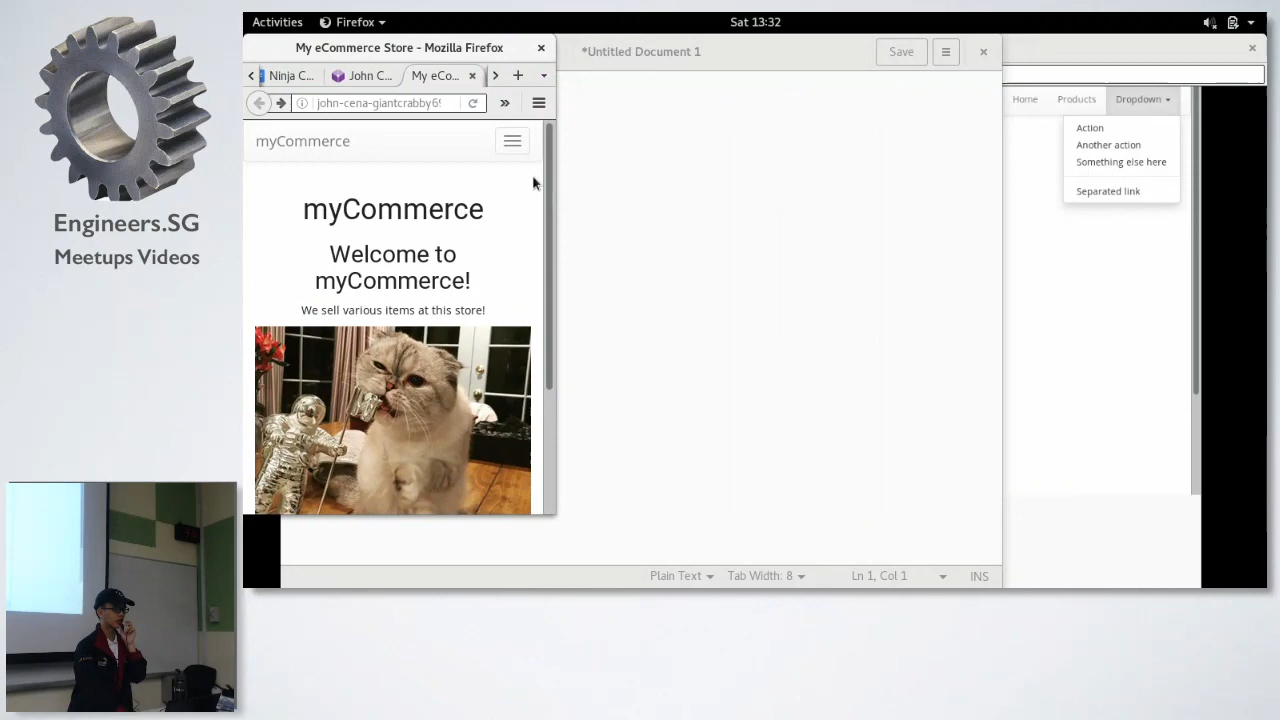 Engineers.SG
Meetups Videos
Activities
Firefox
Sat 13:32
My eCommerce Store - Mozilla Firefox
Ninja C...
John C...
My eCo...
john-cena-giantcrabby6
myCommerce
myCommerce
Welcome to
myCommerce!
We sell various items at this store!
*Untitled Document 1
Save
Plain Text
Tab Width: 8
Ln 1, Col 1
INS
Home
Products
Dropdown
Action
Another action
Something else here
Separated link